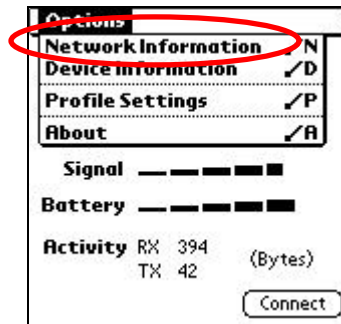 Options
Network Information /N
Device Information /D
Profile Settings /P
About /A
Signal
Battery
Activity RX 394
TX 42
(Bytes)
Connect